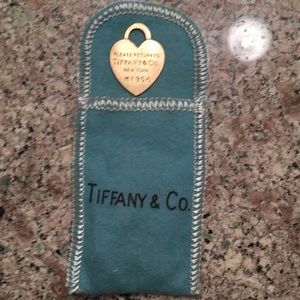 PLEASE RETURN TO
TIFFANY & CO.
NEW YORK
TIFFANY & CO